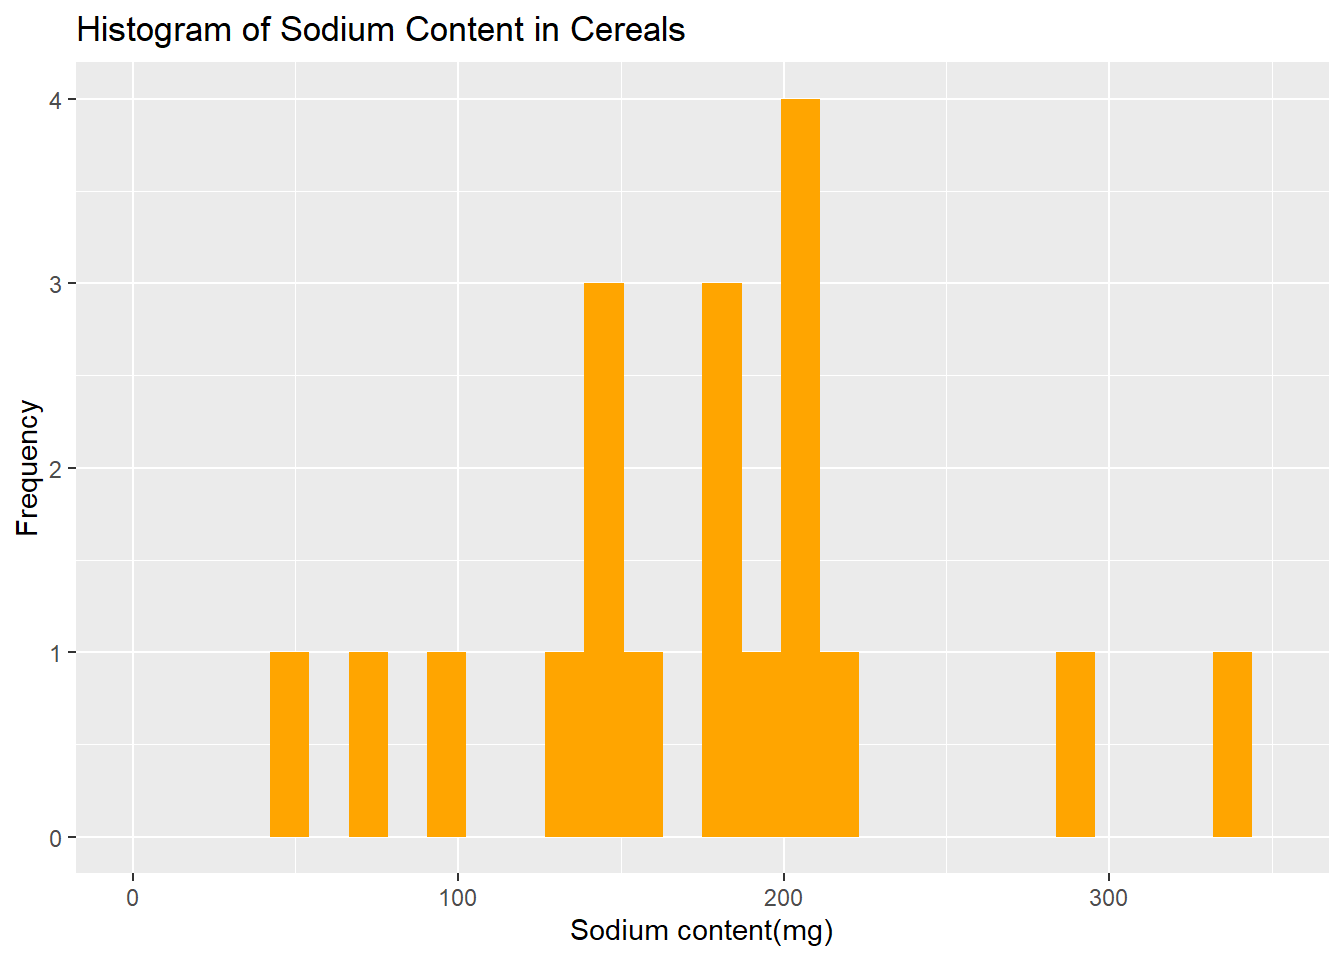 Histogram of Sodium Content in Cereals
4
3
2
1
0
Frequency
0 100 200 300
Sodium content(mg)